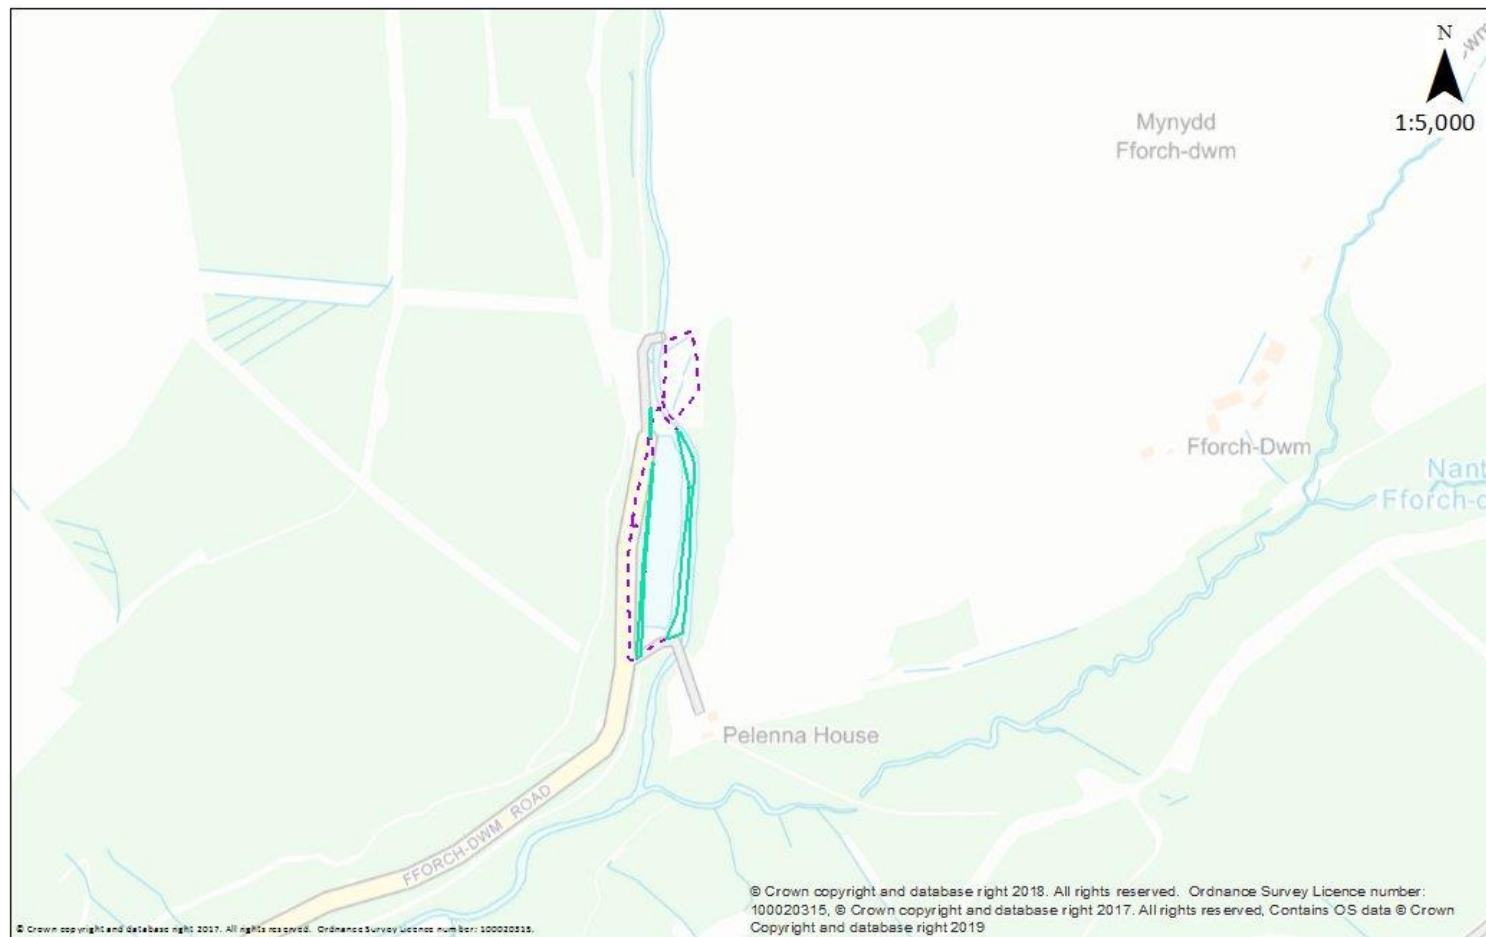 N
1:5,000
Mynydd
Fforch-dwm
Fforch-Dwm
Nant
Fforch-d
Pelenna House
FFORCH-DWM ROAD
© Crown copyright and database right 2018. All rights reserved. Ordnance Survey Licence number:
100020315, © Crown copyright and database right 2017. All rights reserved, Contains OS data © Crown
Copyright and database right 2019
© Crown copyright and database right 2017. All rights reserved. Ordnance Survey Licence number: 100020315.